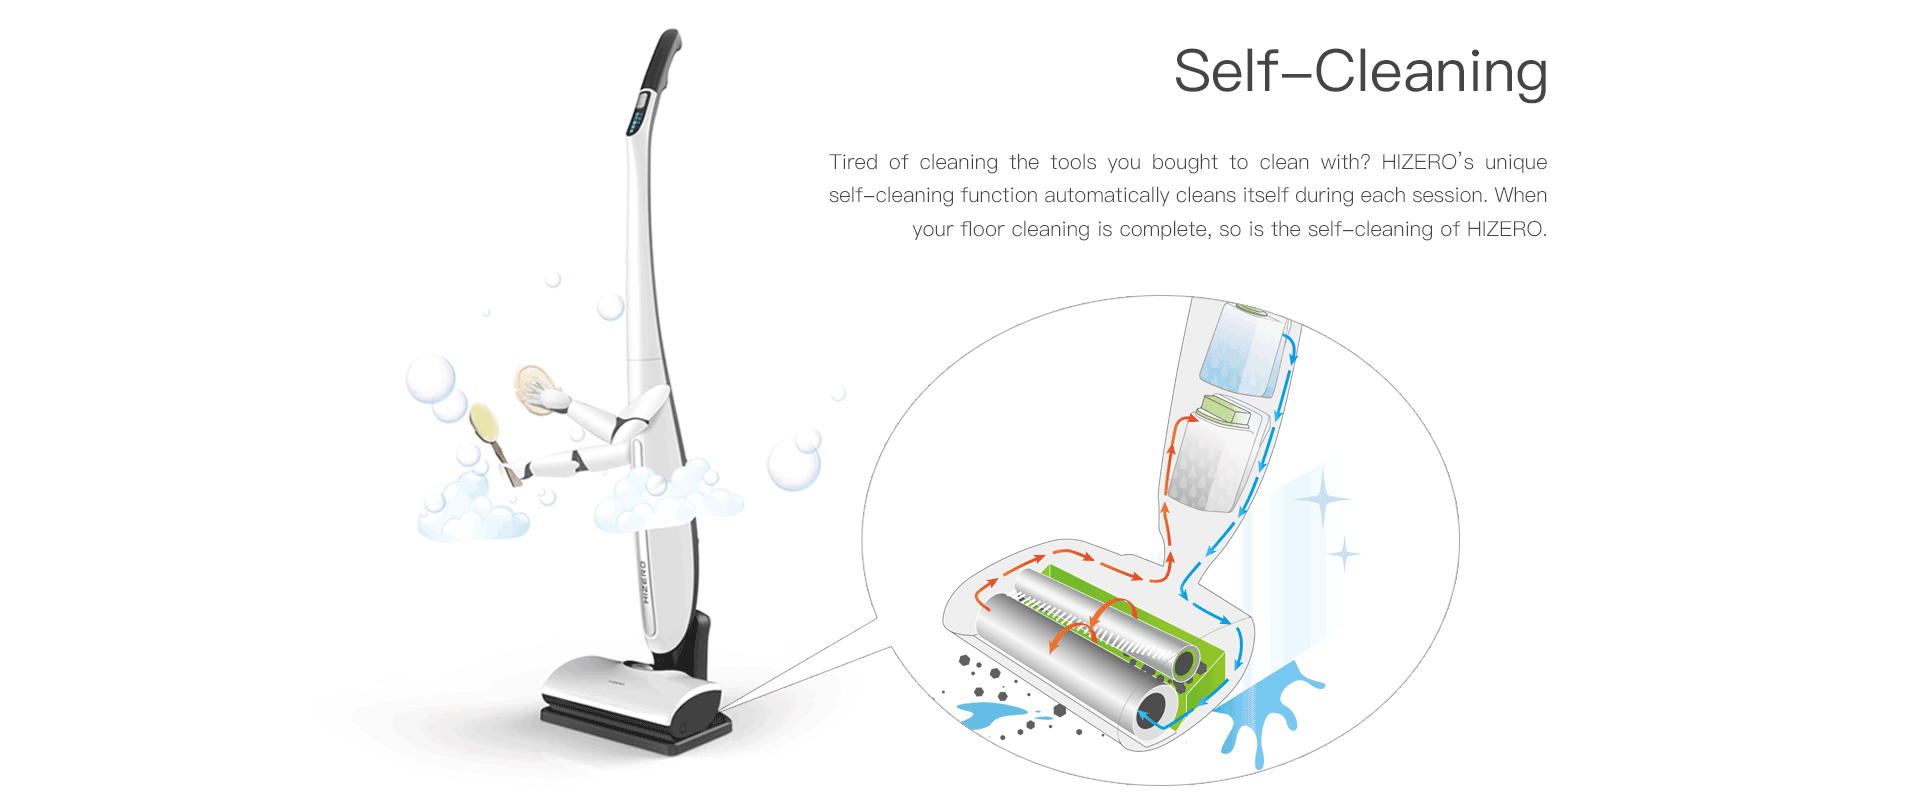 Self-Cleaning
Tired of cleaning the tools you bought to clean with? HIZERO's unique
self-cleaning function automatically cleans itself during each session. When
your floor cleaning is complete, so is the self-cleaning of HIZERO.
HIZERO